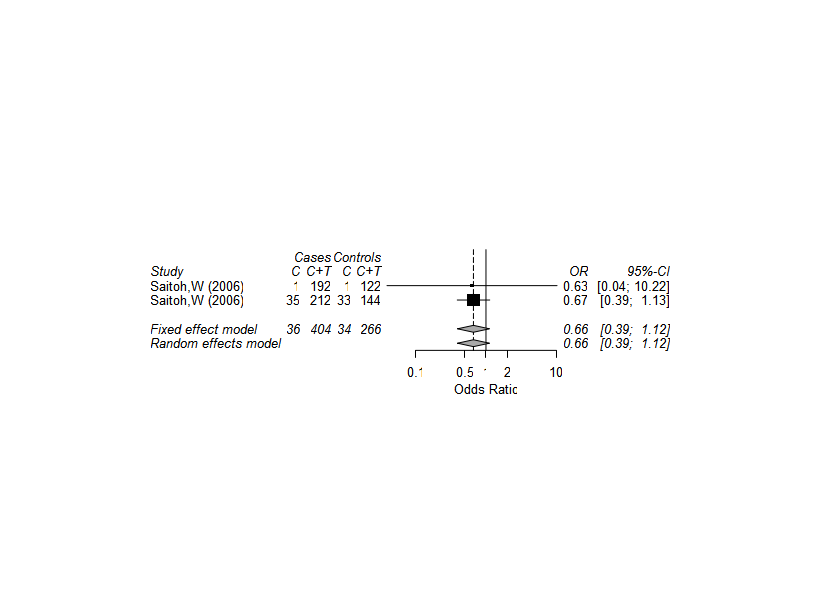 Cases Controls
Study C C+T C C+T OR 95%-CI
Saitoh,W (2006) 1 192 1 122 0.63 [0.04; 10.22]
Saitoh,W (2006) 35 212 33 144 0.67 [0.39; 1.13]
Fixed effect model 36 404 34 266 0.66 [0.39; 1.12]
Random effects model 0.66 [0.39; 1.12]
0.1 0.5 1 2 10
Odds Ratio